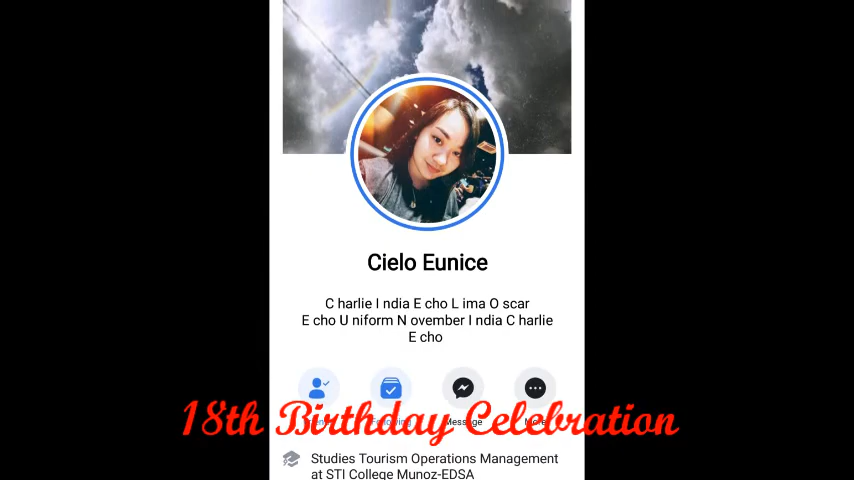 Cielo Eunice
C harlie I ndia E cho L ima O scar
E cho U niform N ovember I ndia C harlie
E cho
Message
18th Birthday Celebration
Studies Tourism Operations Management
at STI College Munoz-EDSA